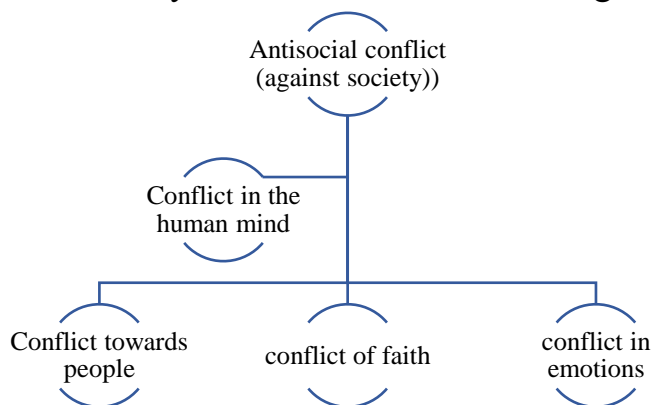 Antisocial conflict
(against society))
Conflict in the
human mind
Conflict towards
people
conflict of faith
conflict in
emotions